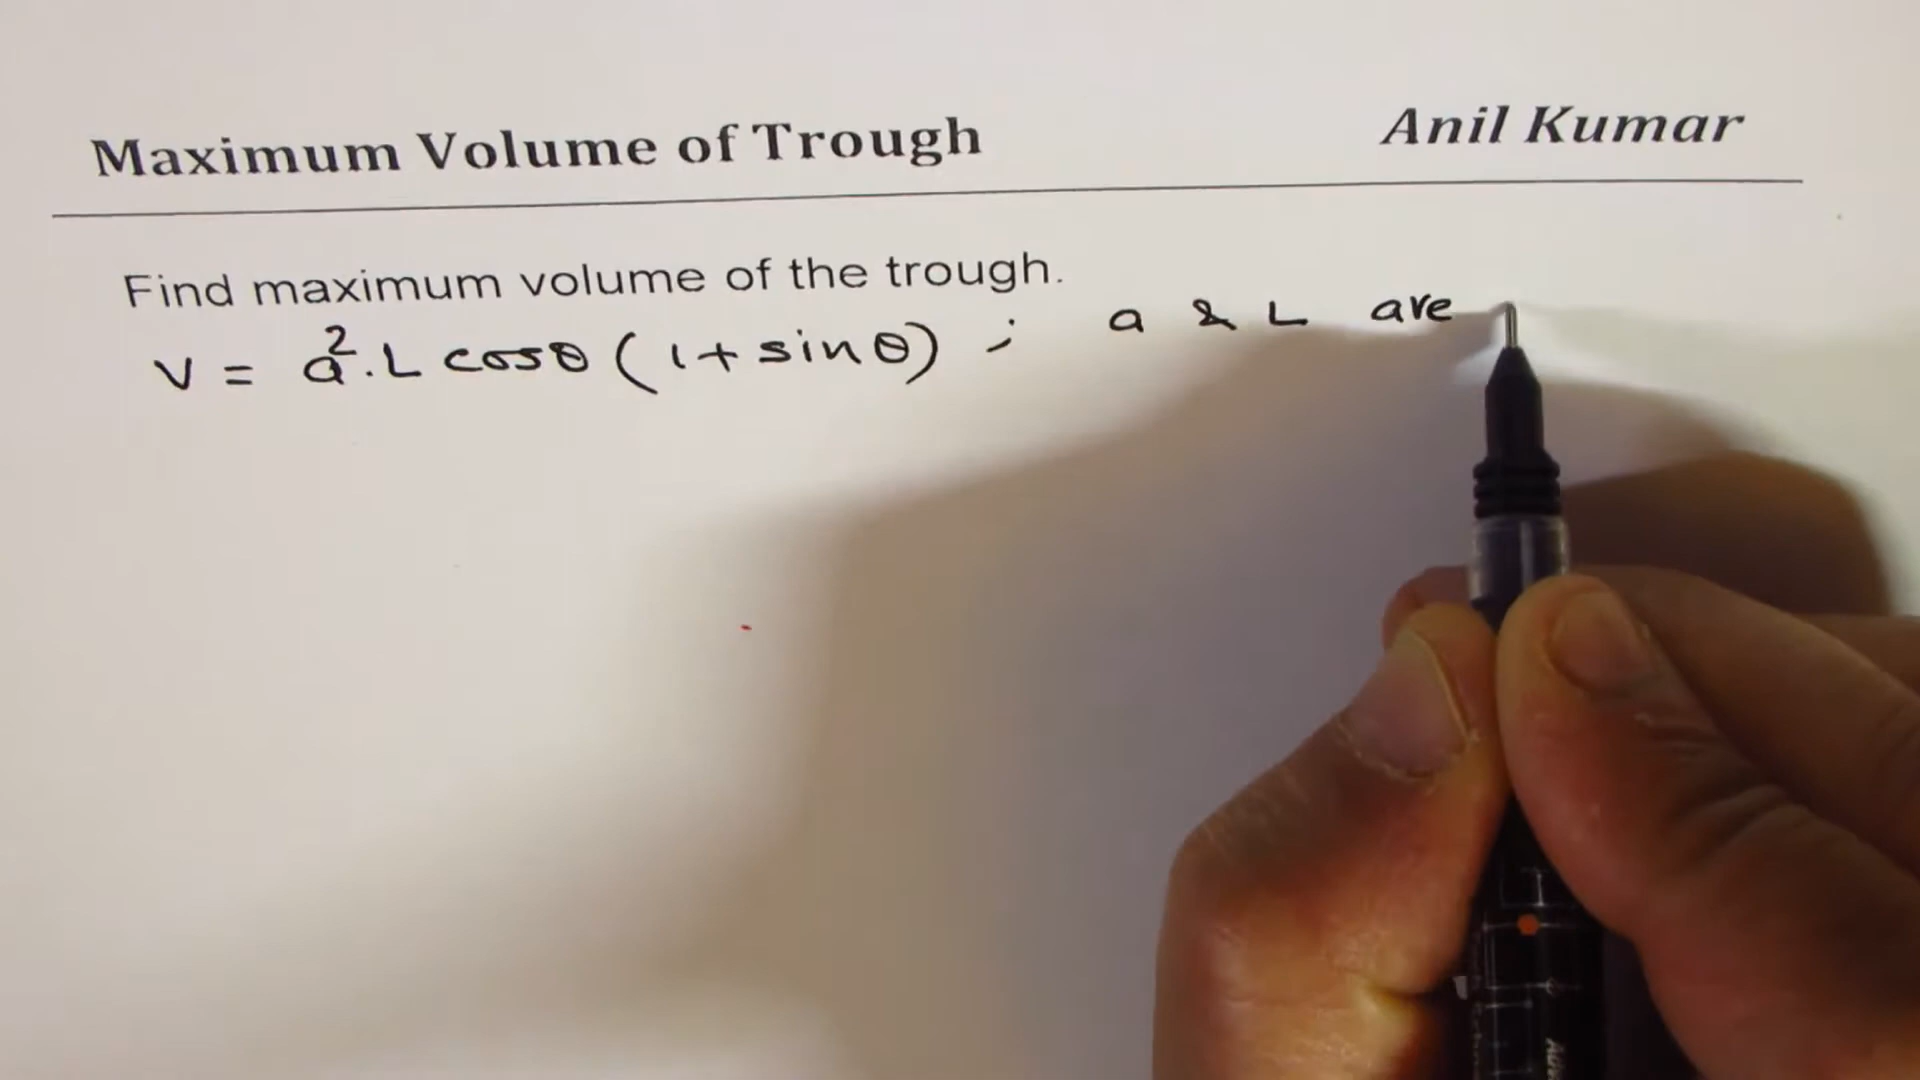 Maximum Volume of Trough Anil Kumar
Find maximum volume of the trough.
V = a².L cosθ (1 + sinθ) ; a & L are